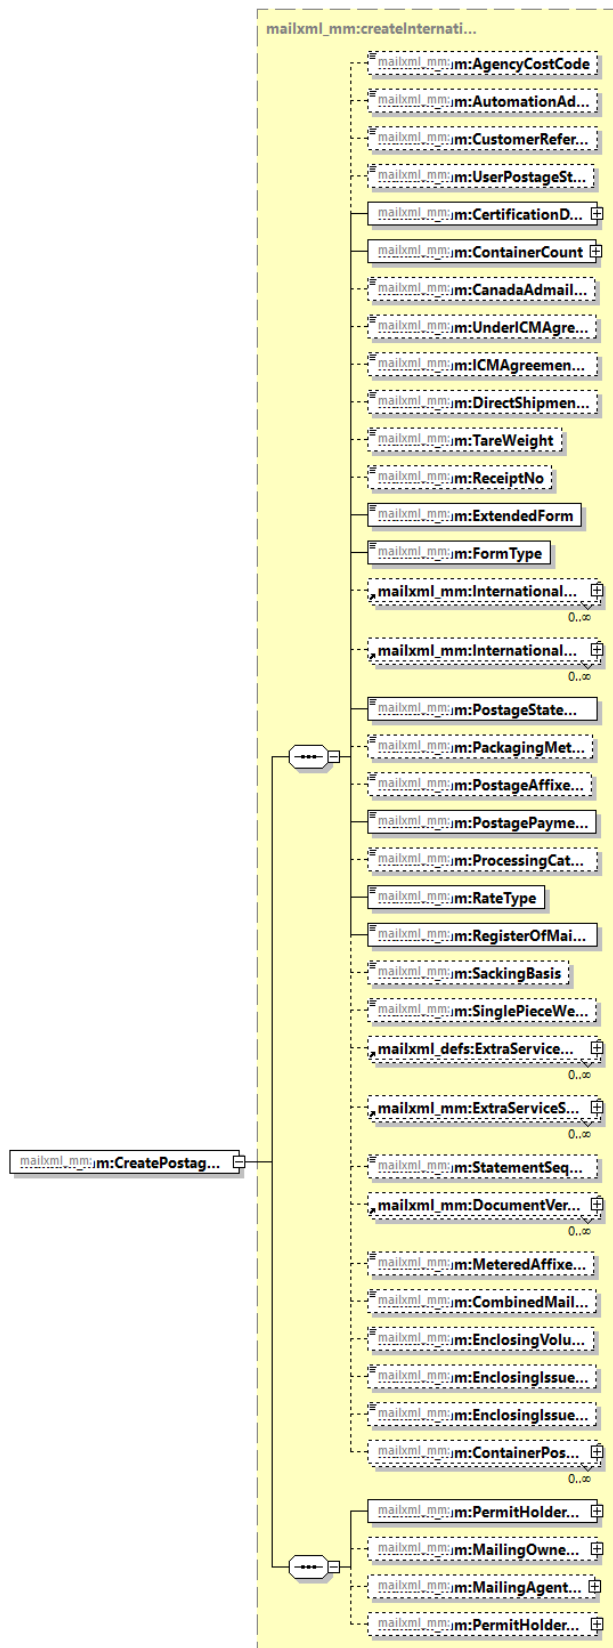 mailxml_mm:createInternati...
mailxml_mm:m:AgencyCostCode
mailxml_mm:m:AutomationAd...
mailxml_mm:m:CustomerRefer...
mailxml_mm:m:UserPostageSt...
mailxml_mm:m:CertificationD...
mailxml_mm:m:ContainerCount
mailxml_mm:m:CanadaAdmail...
mailxml_mm:m:UnderICMAgre...
mailxml_mm:m:ICMAgreemen...
mailxml_mm:m:DirectShipmen...
mailxml_mm:m:TareWeight
mailxml_mm:m:ReceiptNo
mailxml_mm:m:ExtendedForm
mailxml_mm:m:FormType
mailxml_mm:International...
0..∞
mailxml_mm:International...
0..∞
mailxml_mm:m:PostageState...
mailxml_mm:m:PackagingMet...
mailxml_mm:m:PostageAffixe...
mailxml_mm:m:PostagePayme...
mailxml_mm:m:ProcessingCat...
mailxml_mm:m:RateType
mailxml_mm:m:RegisterOfMai...
mailxml_mm:m:SackingBasis
mailxml_mm:m:SinglePieceWe...
mailxml_defs:ExtraService...
0..∞
mailxml_mm:ExtraServiceS...
0..∞
mailxml_mm:m:CreatePostag...
mailxml_mm:m:StatementSeq...
mailxml_mm:DocumentVer...
0..∞
mailxml_mm:m:MeteredAffixe...
mailxml_mm:m:CombinedMail...
mailxml_mm:m:EnclosingVolu...
mailxml_mm:m:EnclosingIssue...
mailxml_mm:m:EnclosingIssue...
mailxml_mm:m:ContainerPos...
0..∞
mailxml_mm:m:PermitHolder...
mailxml_mm:m:MailingOwne...
mailxml_mm:m:MailingAgent...
mailxml_mm:m:PermitHolder...